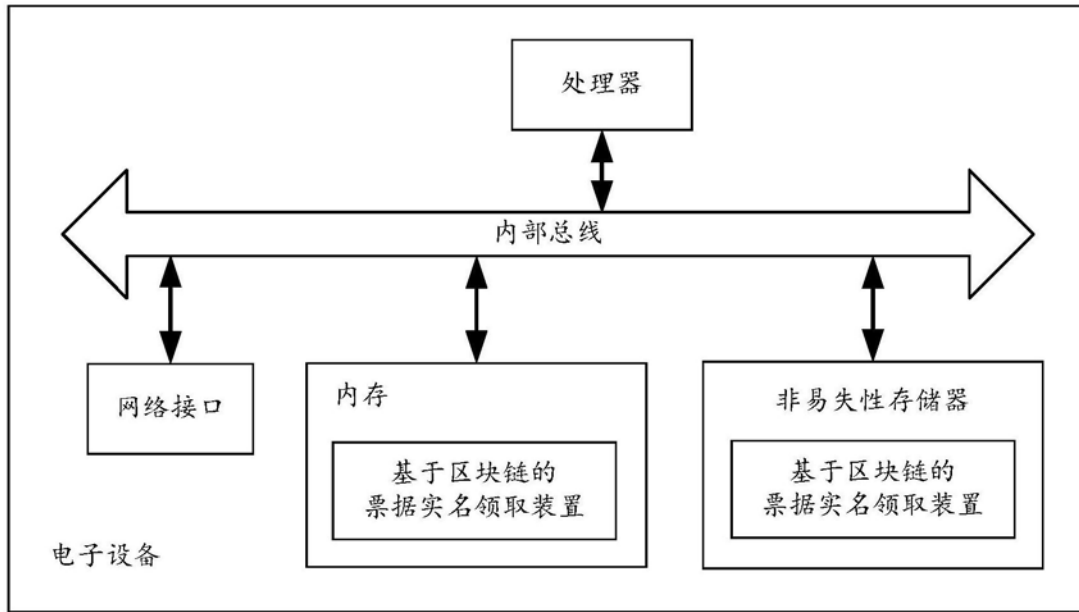 处理器
内部总线
网络接口
内存
基于区块链的
票据实名领取装置
非易失性存储器
基于区块链的
票据实名领取装置
电子设备